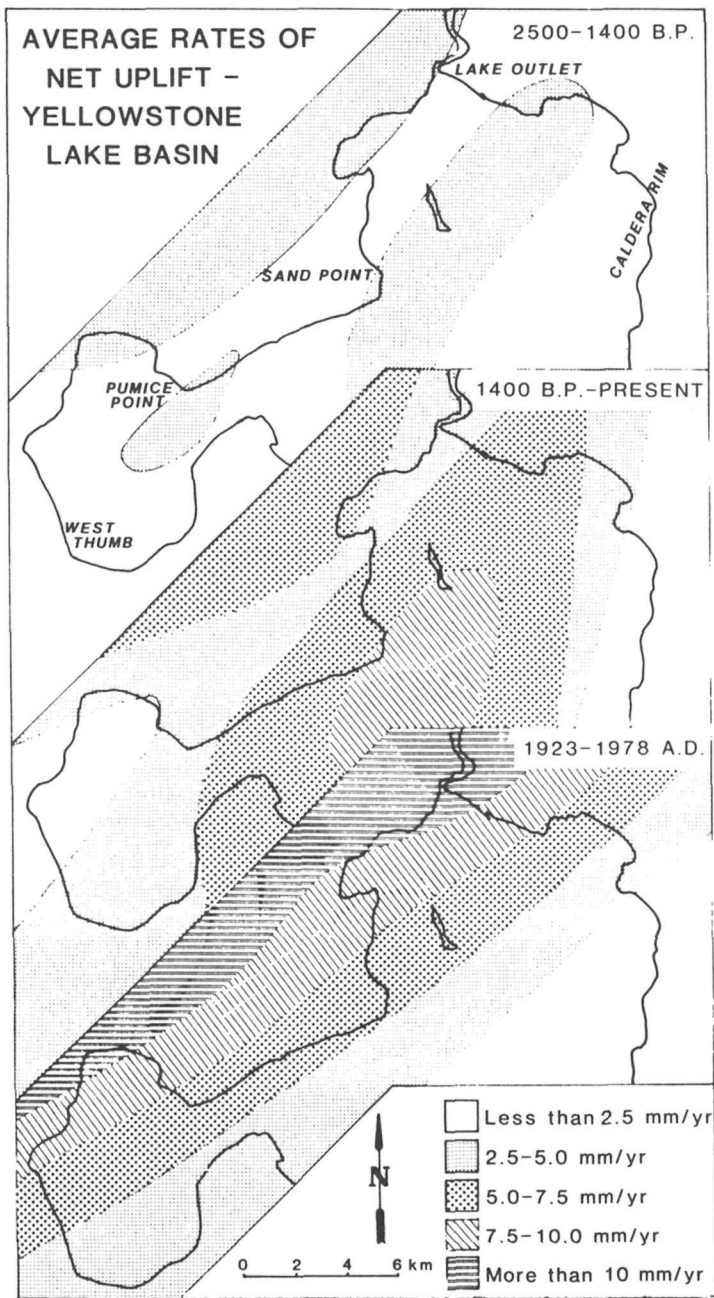 AVERAGE RATES OF
NET UPLIFT –
YELLOWSTONE
LAKE BASIN
2500–1400 B.P.
LAKE OUTLET
CALDERA RIM
SAND POINT
PUMICE
POINT
WEST
THUMB
1400 B.P.–PRESENT
1923–1978 A.D.
N
0 2 4 6 km
Less than 2.5 mm/yr
2.5–5.0 mm/yr
5.0–7.5 mm/yr
7.5–10.0 mm/yr
More than 10 mm/yr